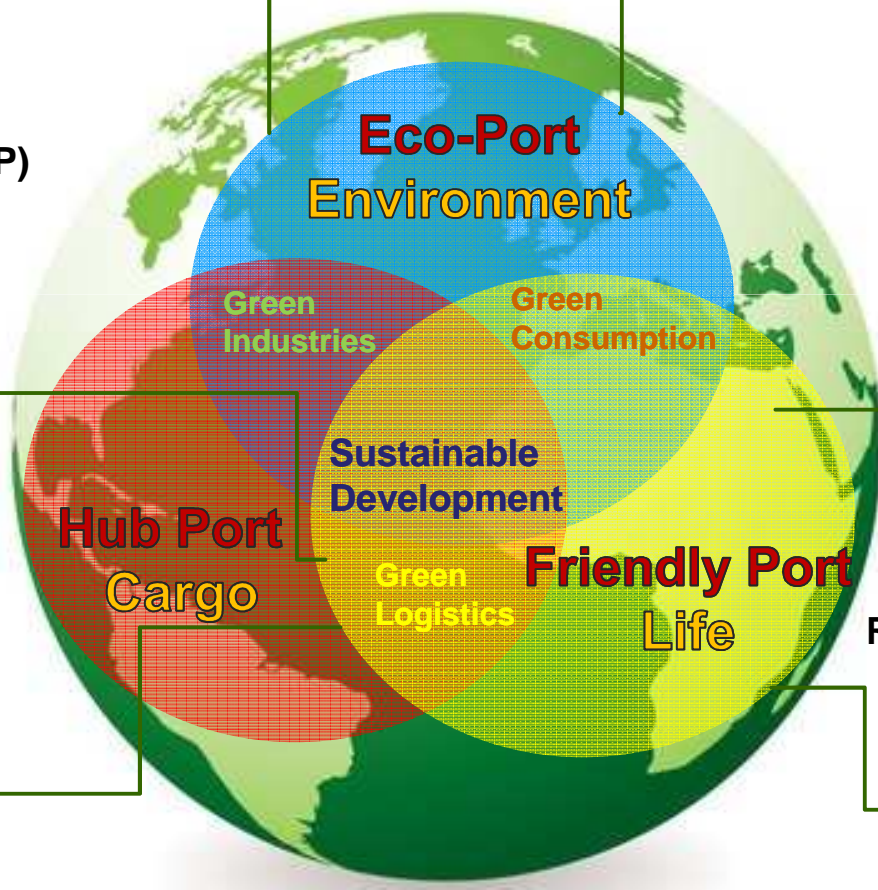 Eco-Port
Environment
P)
Green
Industries
Green
Consumption
Sustainable
Development
Hub Port
Cargo
Green
Logistics
Friendly Port
Life
F